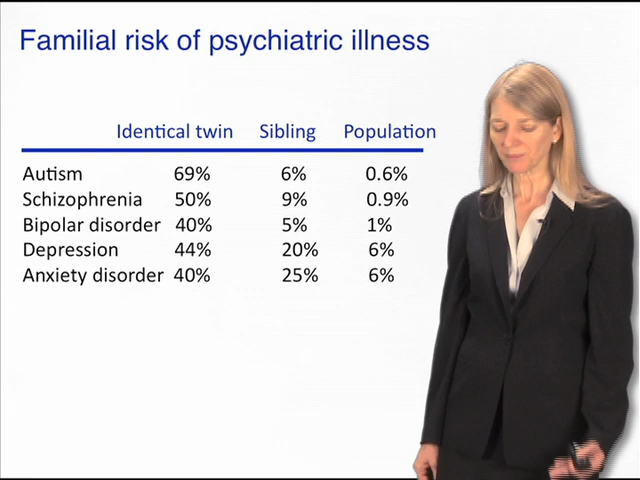 Familial risk of psychiatric illness
Identical twin Sibling Population
Autism 69% 6% 0.6%
Schizophrenia 50% 9% 0.9%
Bipolar disorder 40% 5% 1%
Depression 44% 20% 6%
Anxiety disorder 40% 25% 6%